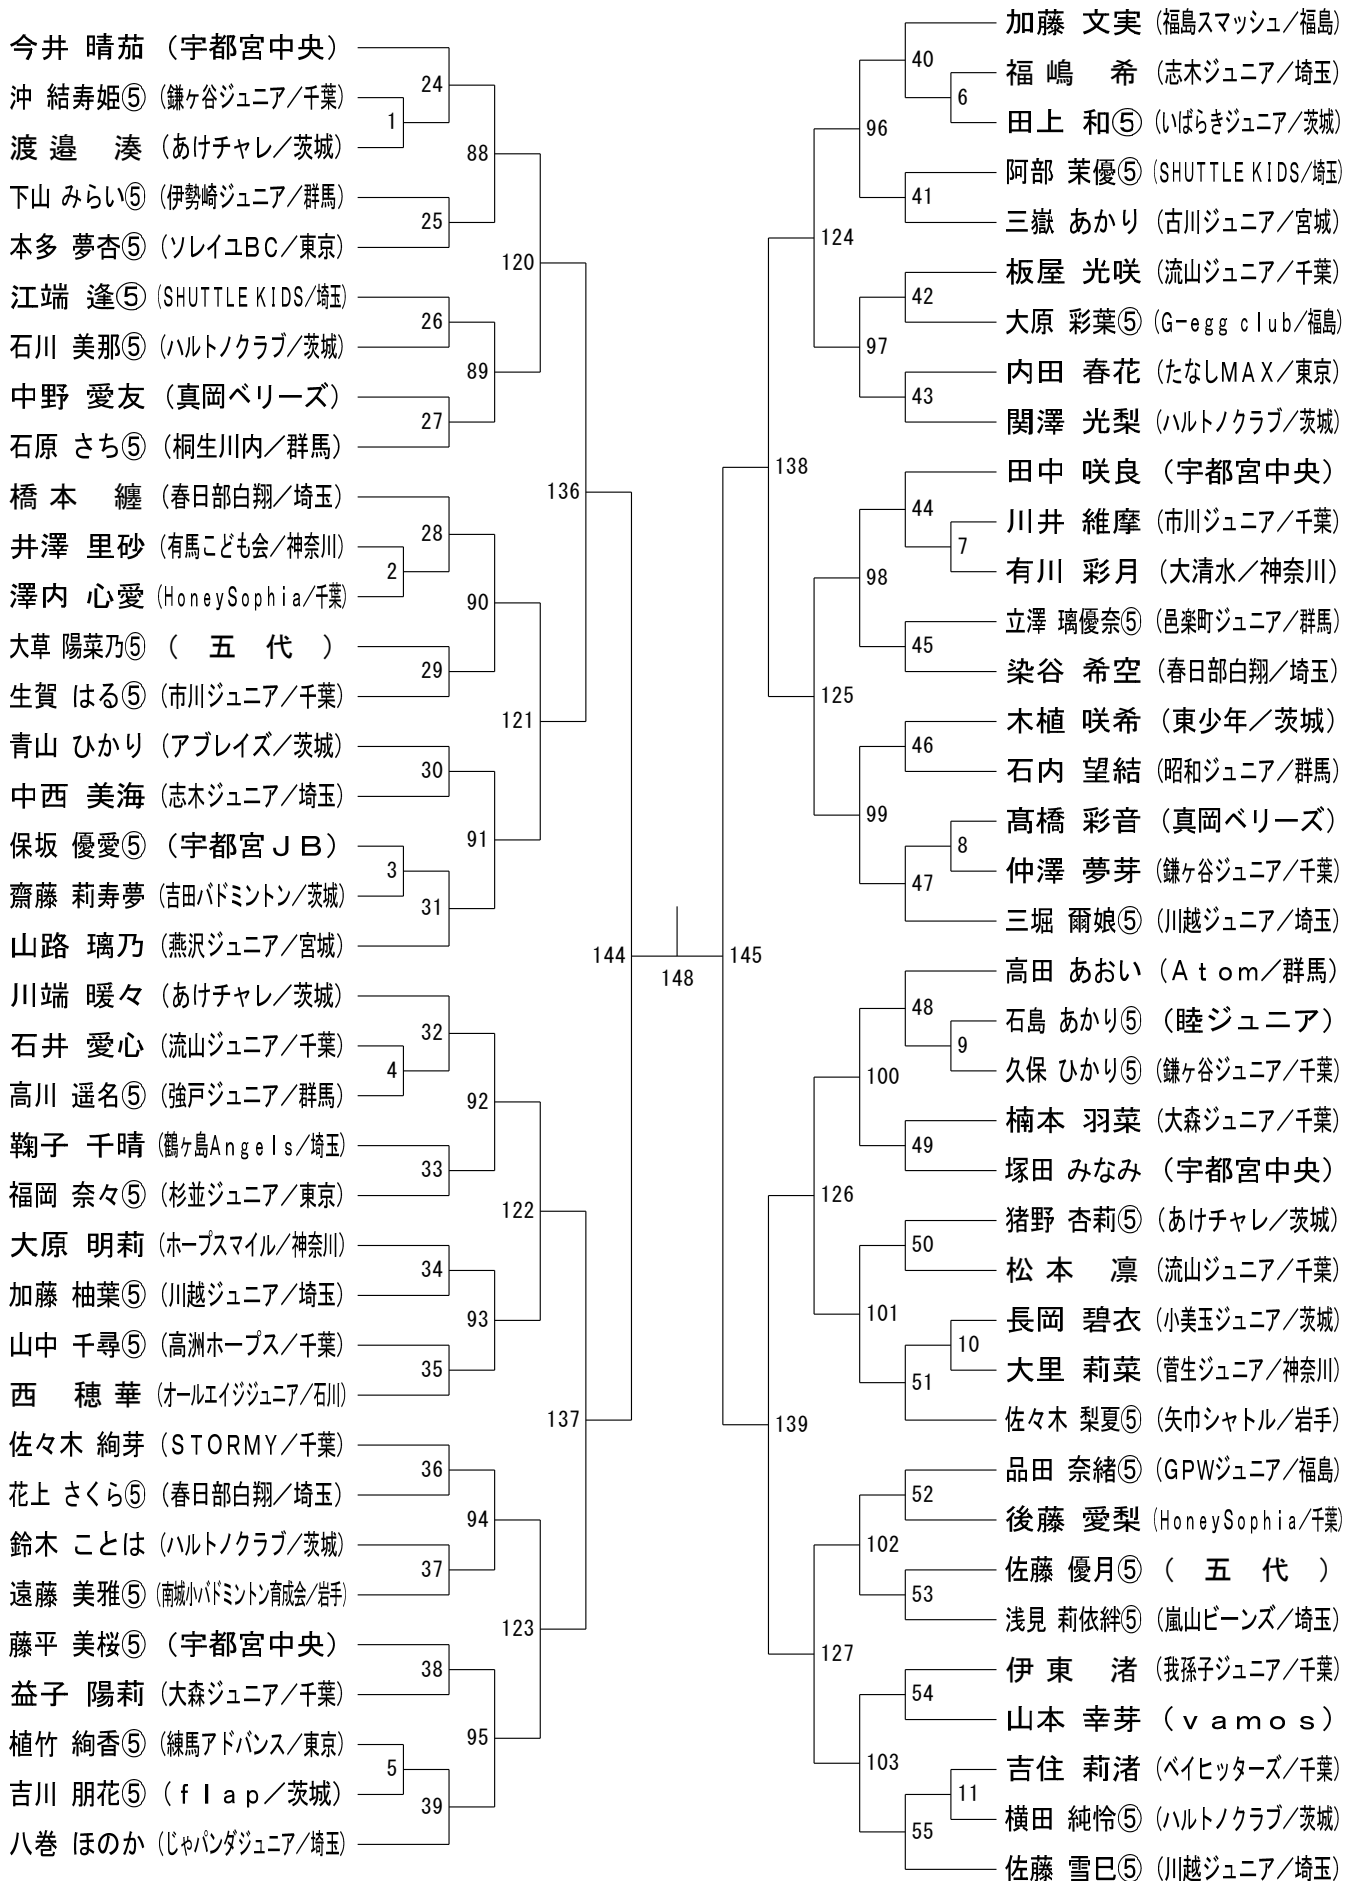 今井 晴茄 (宇都宮中央)
沖 結寿姫⑤ (鎌ヶ谷ジュニア／千葉)
渡邉 湊 (あけチャレ／茨城)
下山 みらい⑤ (伊勢崎ジュニア／群馬)
本多 夢杏⑤ (ソレイユBC／東京)
江端 逢⑤ (SHUTTLE KIDS／埼玉)
石川 美那⑤ (ハルトノクラブ／茨城)
中野 愛友 (真岡ベリーズ)
石原 さち⑤ (桐生川内／群馬)
橋本 纏 (春日部白翔／埼玉)
井澤 里砂 (有馬こども会／神奈川)
澤内 心愛 (HoneySophia／千葉)
大草 陽菜乃⑤ (五代)
生賀 はる⑤ (市川ジュニア／千葉)
青山 ひかり (アブレイズ／茨城)
中西 美海 (志木ジュニア／埼玉)
保坂 優愛⑤ (宇都宮JB)
齋藤 莉寿夢 (吉田バドミントン／茨城)
山路 璃乃 (燕沢ジュニア／宮城)
川端 暖々 (あけチャレ／茨城)
石井 愛心 (流山ジュニア／千葉)
高川 遥名⑤ (強戸ジュニア／群馬)
鞠子 千晴 (鶴ヶ島Angels／埼玉)
福岡 奈々⑤ (杉並ジュニア／東京)
大原 明莉 (ホープスマイル／神奈川)
加藤 柚葉⑤ (川越ジュニア／埼玉)
山中 千尋⑤ (高洲ホープス／千葉)
西 穂華 (オールエイジジュニア／石川)
佐々木 絢芽 (STORMY／千葉)
花上 さくら⑤ (春日部白翔／埼玉)
鈴木 ことは (ハルトノクラブ／茨城)
遠藤 美雅⑤ (南城小バドミントン育成会／岩手)
藤平 美桜⑤ (宇都宮中央)
益子 陽莉 (大森ジュニア／千葉)
植竹 絢香⑤ (練馬アドバンス／東京)
吉川 朋花⑤ (flap／茨城)
八巻 ほのか (じゃパンダジュニア／埼玉)
1
2
3
4
5
24
25
26
27
28
29
30
31
32
33
34
35
36
37
38
39
88
89
90
91
92
93
94
95
120
121
122
123
136
137
144
148
145
138
139
124
125
126
127
96
97
98
99
100
101
102
103
40
41
42
43
44
45
46
47
48
49
50
51
52
53
54
55
6
7
8
9
10
11
加藤 文実 (福島スマッシュ／福島)
福嶋 希 (志木ジュニア／埼玉)
田上 和⑤ (いばらきジュニア／茨城)
阿部 茉優⑤ (SHUTTLE KIDS／埼玉)
三嶽 あかり (古川ジュニア／宮城)
板屋 光咲 (流山ジュニア／千葉)
大原 彩葉⑤ (G－egg club／福島)
内田 春花 (たなしMAX／東京)
関澤 光梨 (ハルトノクラブ／茨城)
田中 咲良 (宇都宮中央)
川井 維摩 (市川ジュニア／千葉)
有川 彩月 (大清水／神奈川)
立澤 璃優奈⑤ (邑楽町ジュニア／群馬)
染谷 希空 (春日部白翔／埼玉)
木植 咲希 (東少年／茨城)
石内 望結 (昭和ジュニア／群馬)
髙橋 彩音 (真岡ベリーズ)
仲澤 夢芽 (鎌ヶ谷ジュニア／千葉)
三堀 爾娘⑤ (川越ジュニア／埼玉)
高田 あおい (Atom／群馬)
石島 あかり⑤ (睦ジュニア)
久保 ひかり⑤ (鎌ヶ谷ジュニア／千葉)
楠本 羽菜 (大森ジュニア／千葉)
塚田 みなみ (宇都宮中央)
猪野 杏莉⑤ (あけチャレ／茨城)
松本 凛 (流山ジュニア／千葉)
長岡 碧衣 (小美玉ジュニア／茨城)
大里 莉菜 (菅生ジュニア／神奈川)
佐々木 梨夏⑤ (矢巾シャトル／岩手)
品田 奈緒⑤ (GPWジュニア／福島)
後藤 愛梨 (HoneySophia／千葉)
佐藤 優月⑤ (五代)
浅見 莉依絆⑤ (嵐山ビーンズ／埼玉)
伊東 渚 (我孫子ジュニア／千葉)
山本 幸芽 (vamos)
吉住 莉渚 (ベイヒッターズ／千葉)
横田 純怜⑤ (ハルトノクラブ／茨城)
佐藤 雪巳⑤ (川越ジュニア／埼玉)